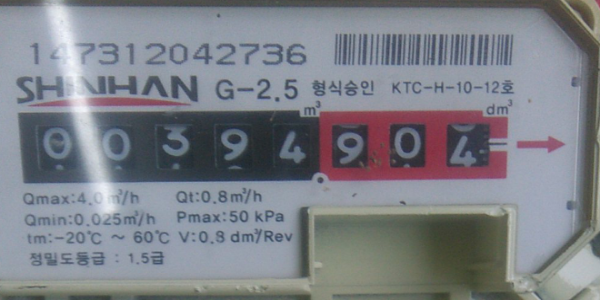 147312042736
SHINHAN G-2.5 형식승인 KTC-H-10-12호
m³ dm³
0 0 3 9 4 9 0 4
Qmax:4.0m³/h Qt:0.8m³/h
Qmin:0.025m³/h Pmax:50 kPa
tm:-20℃ ~ 60℃ V:0.8 dm³/Rev
정밀도등급 : 1.5급